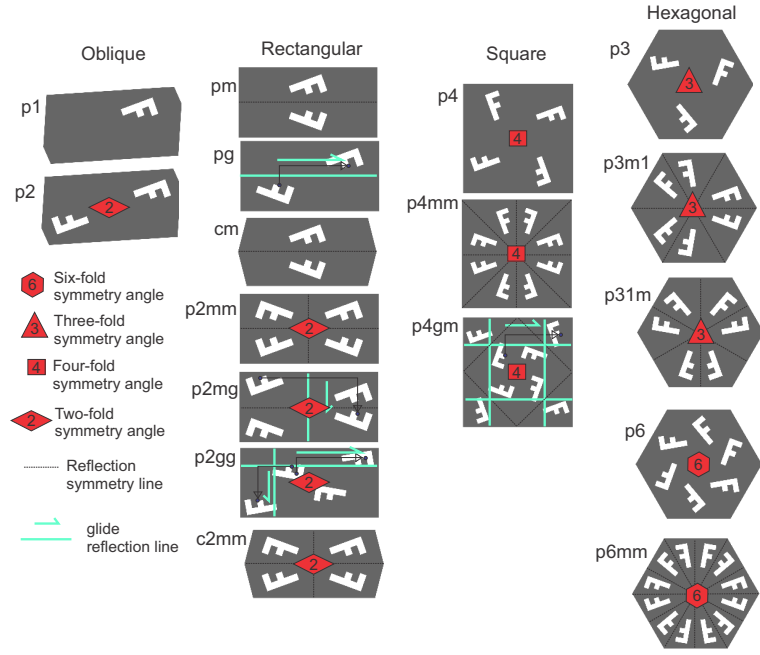 Oblique
p1
p2
2
6
Six-fold
symmetry angle
3
Three-fold
symmetry angle
4
Four-fold
symmetry angle
2
Two-fold
symmetry angle
Reflection
symmetry line
glide
reflection line
Rectangular
pm
pg
cm
p2mm
2
p2mg
2
p2gg
2
c2mm
2
Square
p4
4
p4mm
4
p4gm
4
Hexagonal
p3
3
p3m1
3
p31m
3
p6
6
p6mm
6